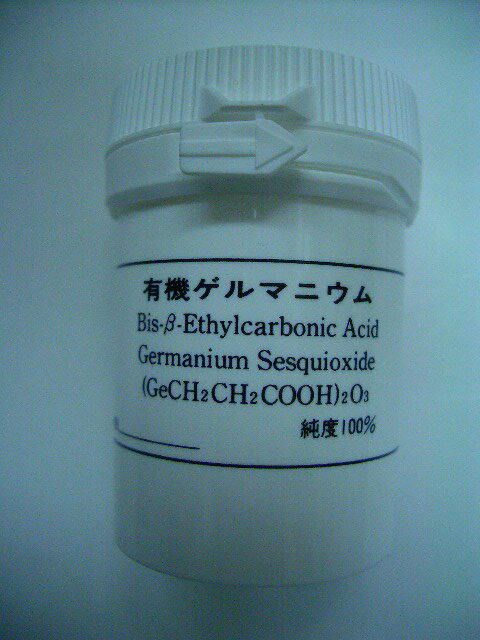 有機ゲルマニウム
Bis-β-Ethylcarbonic Acid
Germanium Sesquioxide
(GeCH₂CH₂COOH)₂O₃
純度100%